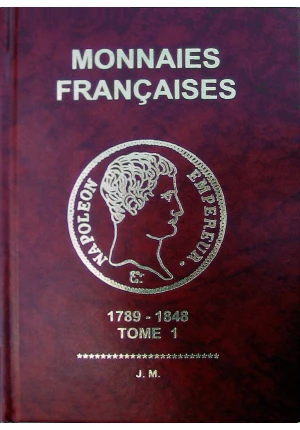 MONNAIES
FRANÇAISES
NAPOLEON EMPEREUR.
1789 - 1848
TOME 1
************************
J. M.